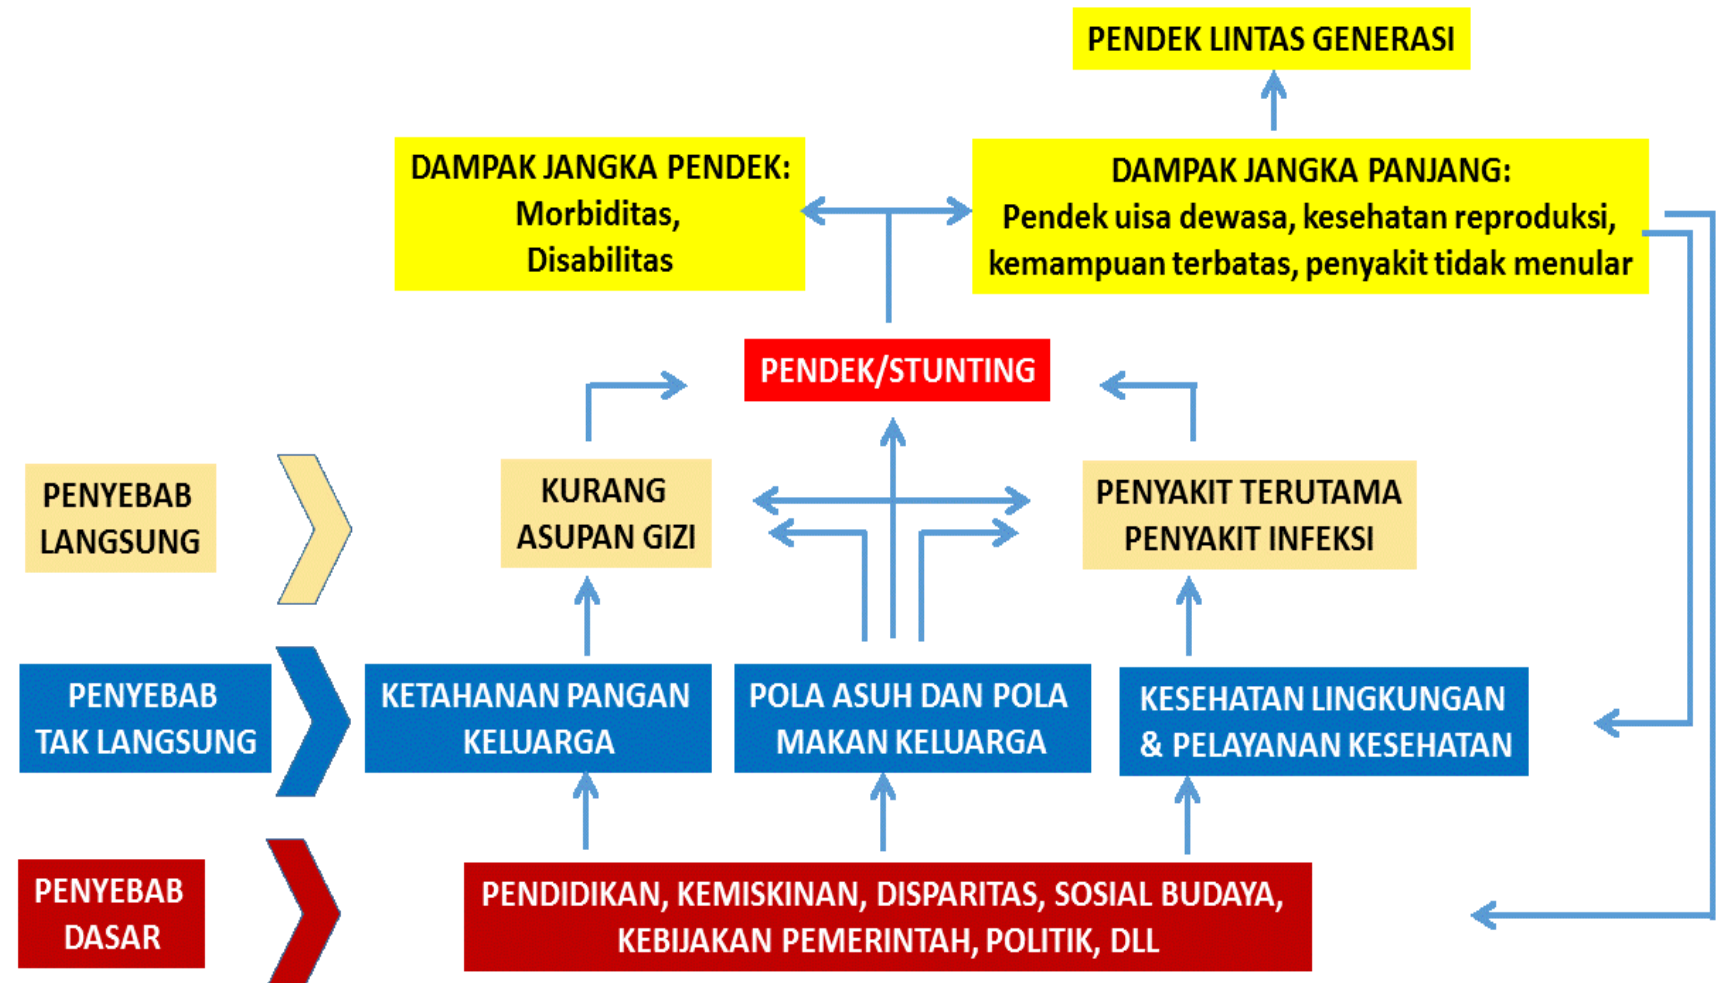 PENDEK LINTAS GENERASI
DAMPAK JANGKA PENDEK:
Morbiditas,
Disabilitas
DAMPAK JANGKA PANJANG:
Pendek uisa dewasa, kesehatan reproduksi,
kemampuan terbatas, penyakit tidak menular
PENDEK/STUNTING
PENYEBAB
LANGSUNG
KURANG
ASUPAN GIZI
PENYAKIT TERUTAMA
PENYAKIT INFEKSI
PENYEBAB
TAK LANGSUNG
KETAHANAN PANGAN
KELUARGA
POLA ASUH DAN POLA
MAKAN KELUARGA
KESEHATAN LINGKUNGAN
& PELAYANAN KESEHATAN
PENYEBAB
DASAR
PENDIDIKAN, KEMISKINAN, DISPARITAS, SOSIAL BUDAYA,
KEBIJAKAN PEMERINTAH, POLITIK, DLL